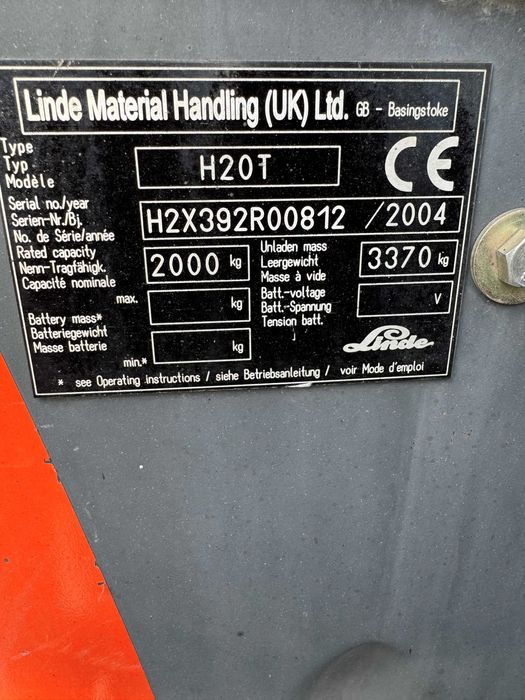 Linde Material Handling (UK) Ltd. GB - Basingstoke
Type
Typ
Modèle
H20T
CE
Serial no./year
Serien-Nr./Bj.
No. de Série/année
H2X392R00812 / 2004
Rated capacity
Nenn-Tragfähigk.
Capacité nominale
2000 kg
Unladen mass
Leergewicht
Masse à vide
3370 kg
max. kg
Battery mass*
Batteriegewicht
Masse batterie
min.* kg
Batt.-voltage
Batt.-Spannung
Tension batt.
V
Linde
* see Operating instructions / siehe Betriebsanleitung / voir Mode d'emploi